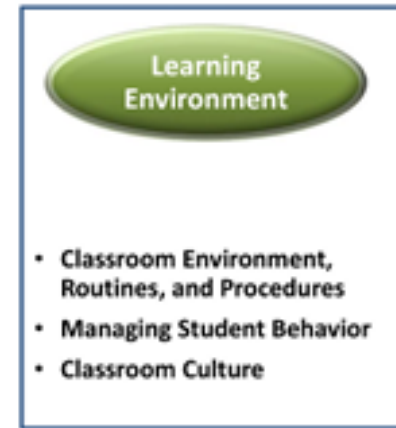 Learning
Environment
• Classroom Environment,
Routines, and Procedures
• Managing Student Behavior
• Classroom Culture